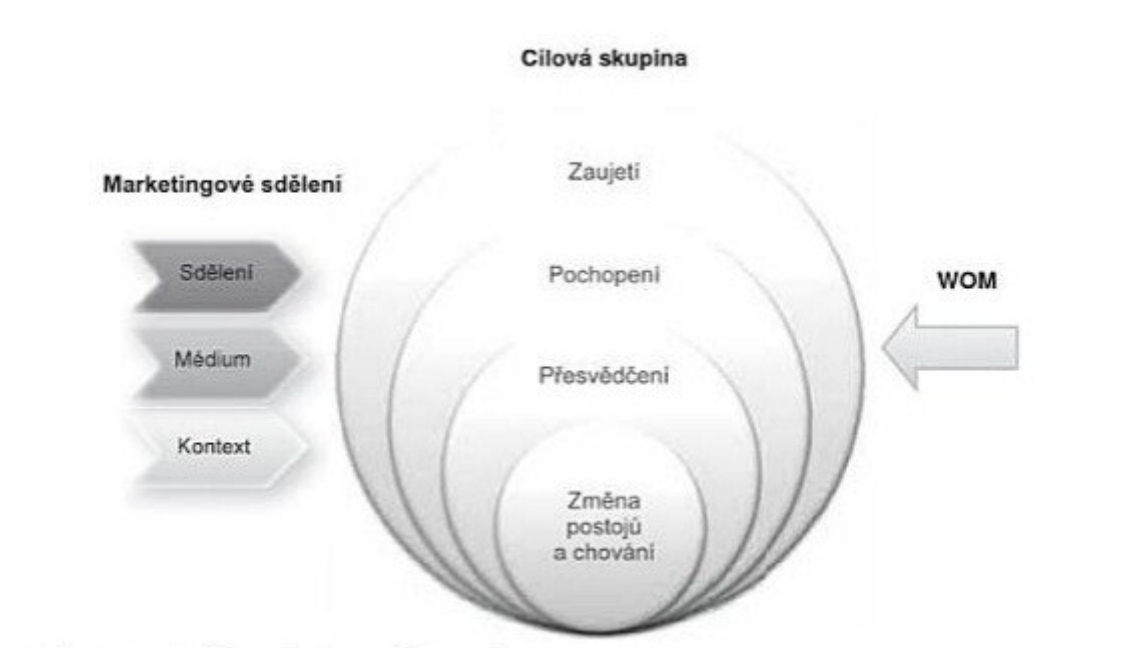 Cílová skupina
Zaujetí
Marketingové sdělení
Sdělení
Pochopení
WOM
Médium
Přesvědčení
Kontext
Změna
postojů
a chování